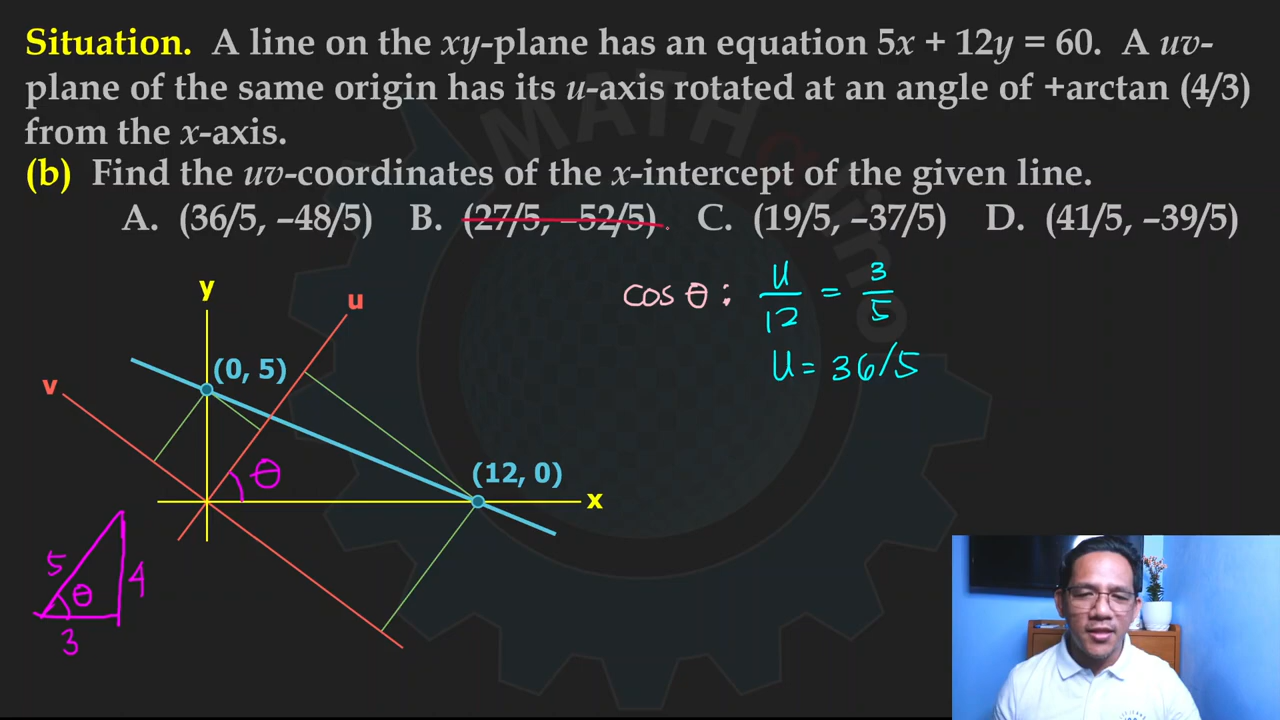 Situation. A line on the xy-plane has an equation 5x + 12y = 60. A uv-
plane of the same origin has its u-axis rotated at an angle of +arctan (4/3)
from the x-axis.
(b) Find the uv-coordinates of the x-intercept of the given line.
A. (36/5, –48/5) B. (27/5, –52/5) C. (19/5, –37/5) D. (41/5, –39/5)
cos θ : u/12 = 3/5
u = 36/5
y
u
(0, 5)
v
θ
(12, 0)
x
5
θ
4
3
MATHalino